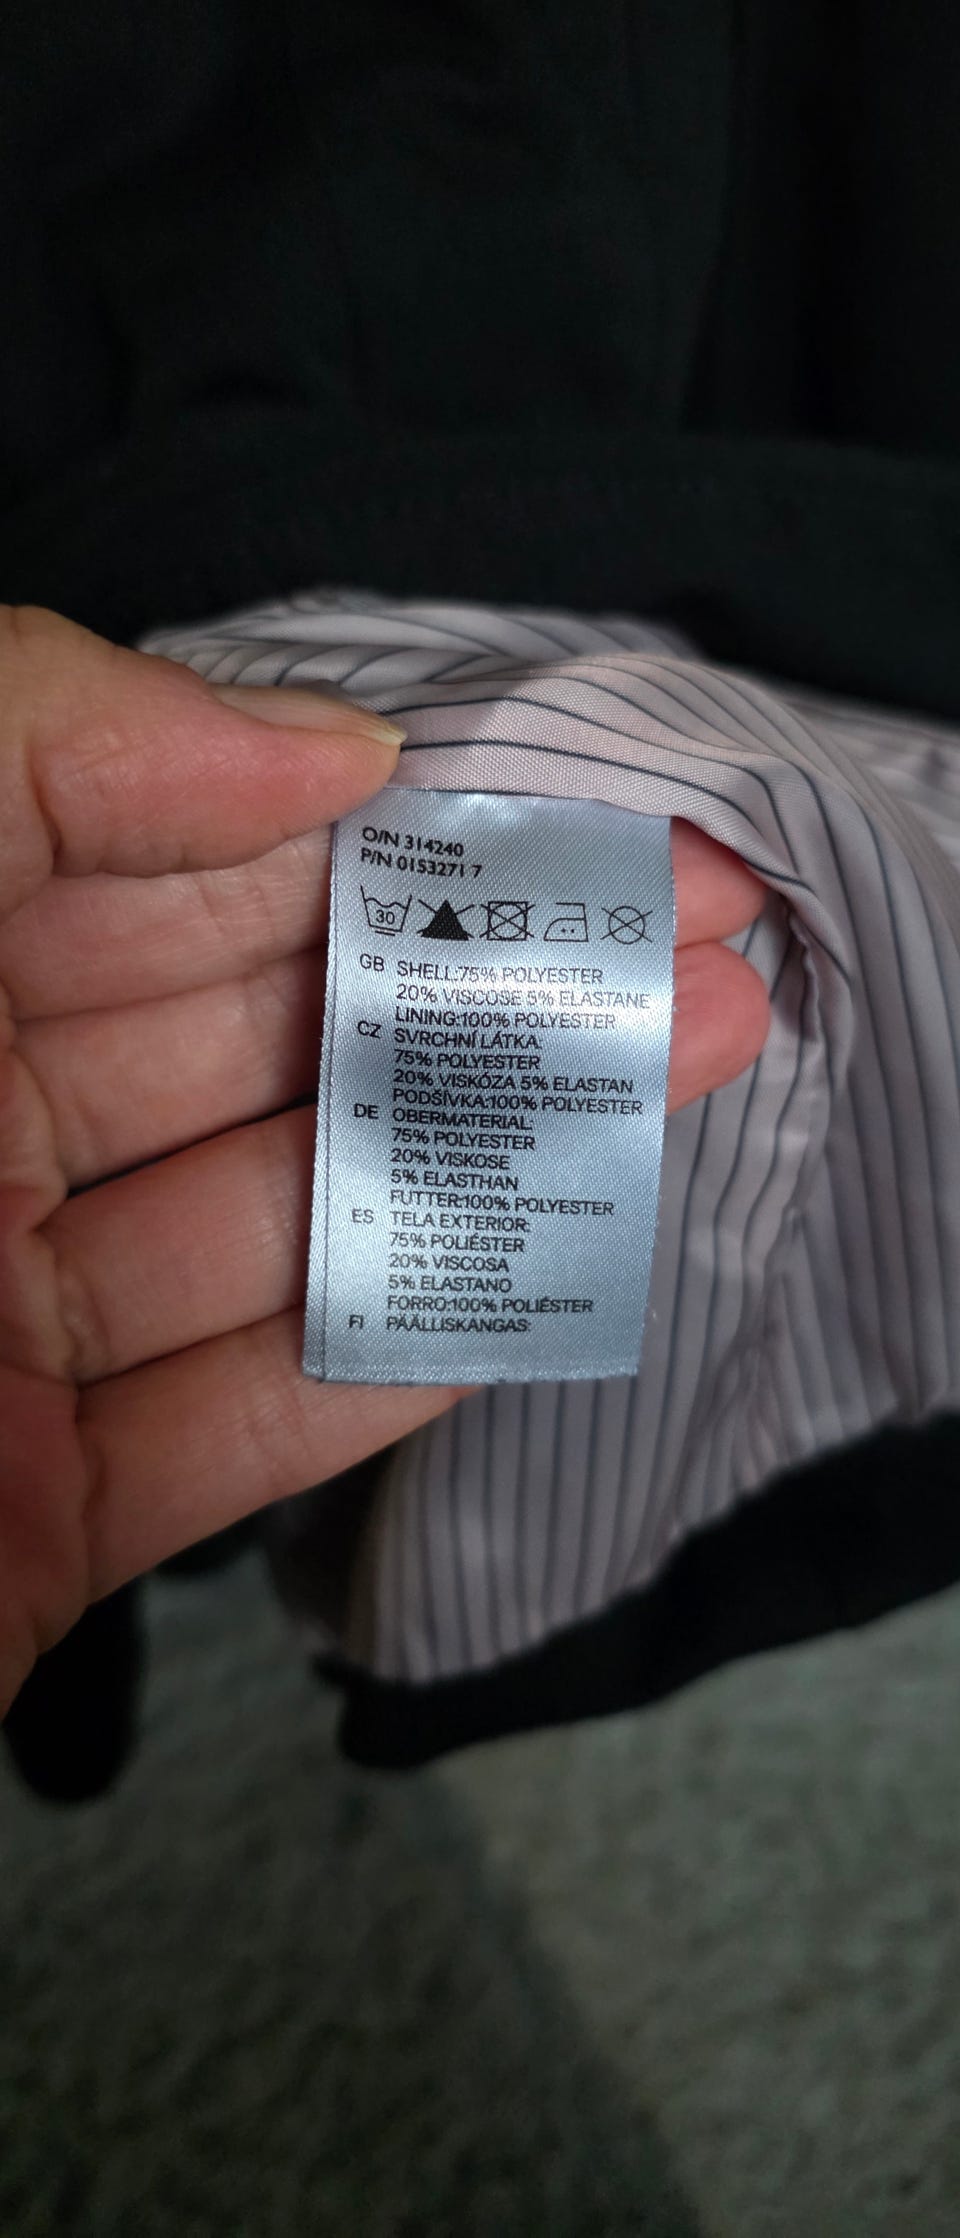 O/N 314240
P/N 0153271 7
30
GB SHELL:75% POLYESTER
20% VISCOSE 5% ELASTANE
LINING:100% POLYESTER
CZ SVRCHNÍ LÁTKA:
75% POLYESTER
20% VISKÓZA 5% ELASTAN
PODŠÍVKA:100% POLYESTER
DE OBERMATERIAL:
75% POLYESTER
20% VISKOSE
5% ELASTHAN
FUTTER:100% POLYESTER
ES TELA EXTERIOR:
75% POLIÉSTER
20% VISCOSA
5% ELASTANO
FORRO:100% POLIÉSTER
FI PÄÄLLISKANGAS: